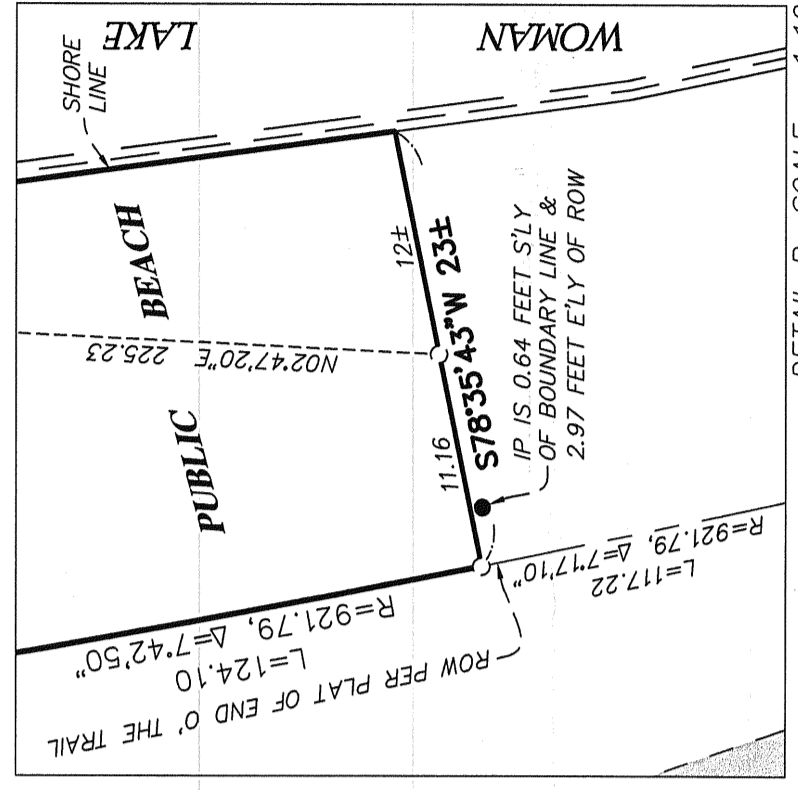 WOMAN
LAKE
SHORE
LINE
BEACH
PUBLIC
N02°47'20"E 225.23
12±
11.16
S78°35'43"W 23±
IP IS 0.64 FEET S'LY
OF BOUNDARY LINE &
2.97 FEET E'LY OF ROW
R=921.79, Δ=7°42'50"
L=124.10
R=921.79, Δ=7°17'10"
L=117.22
ROW PER PLAT OF END O' THE TRAIL